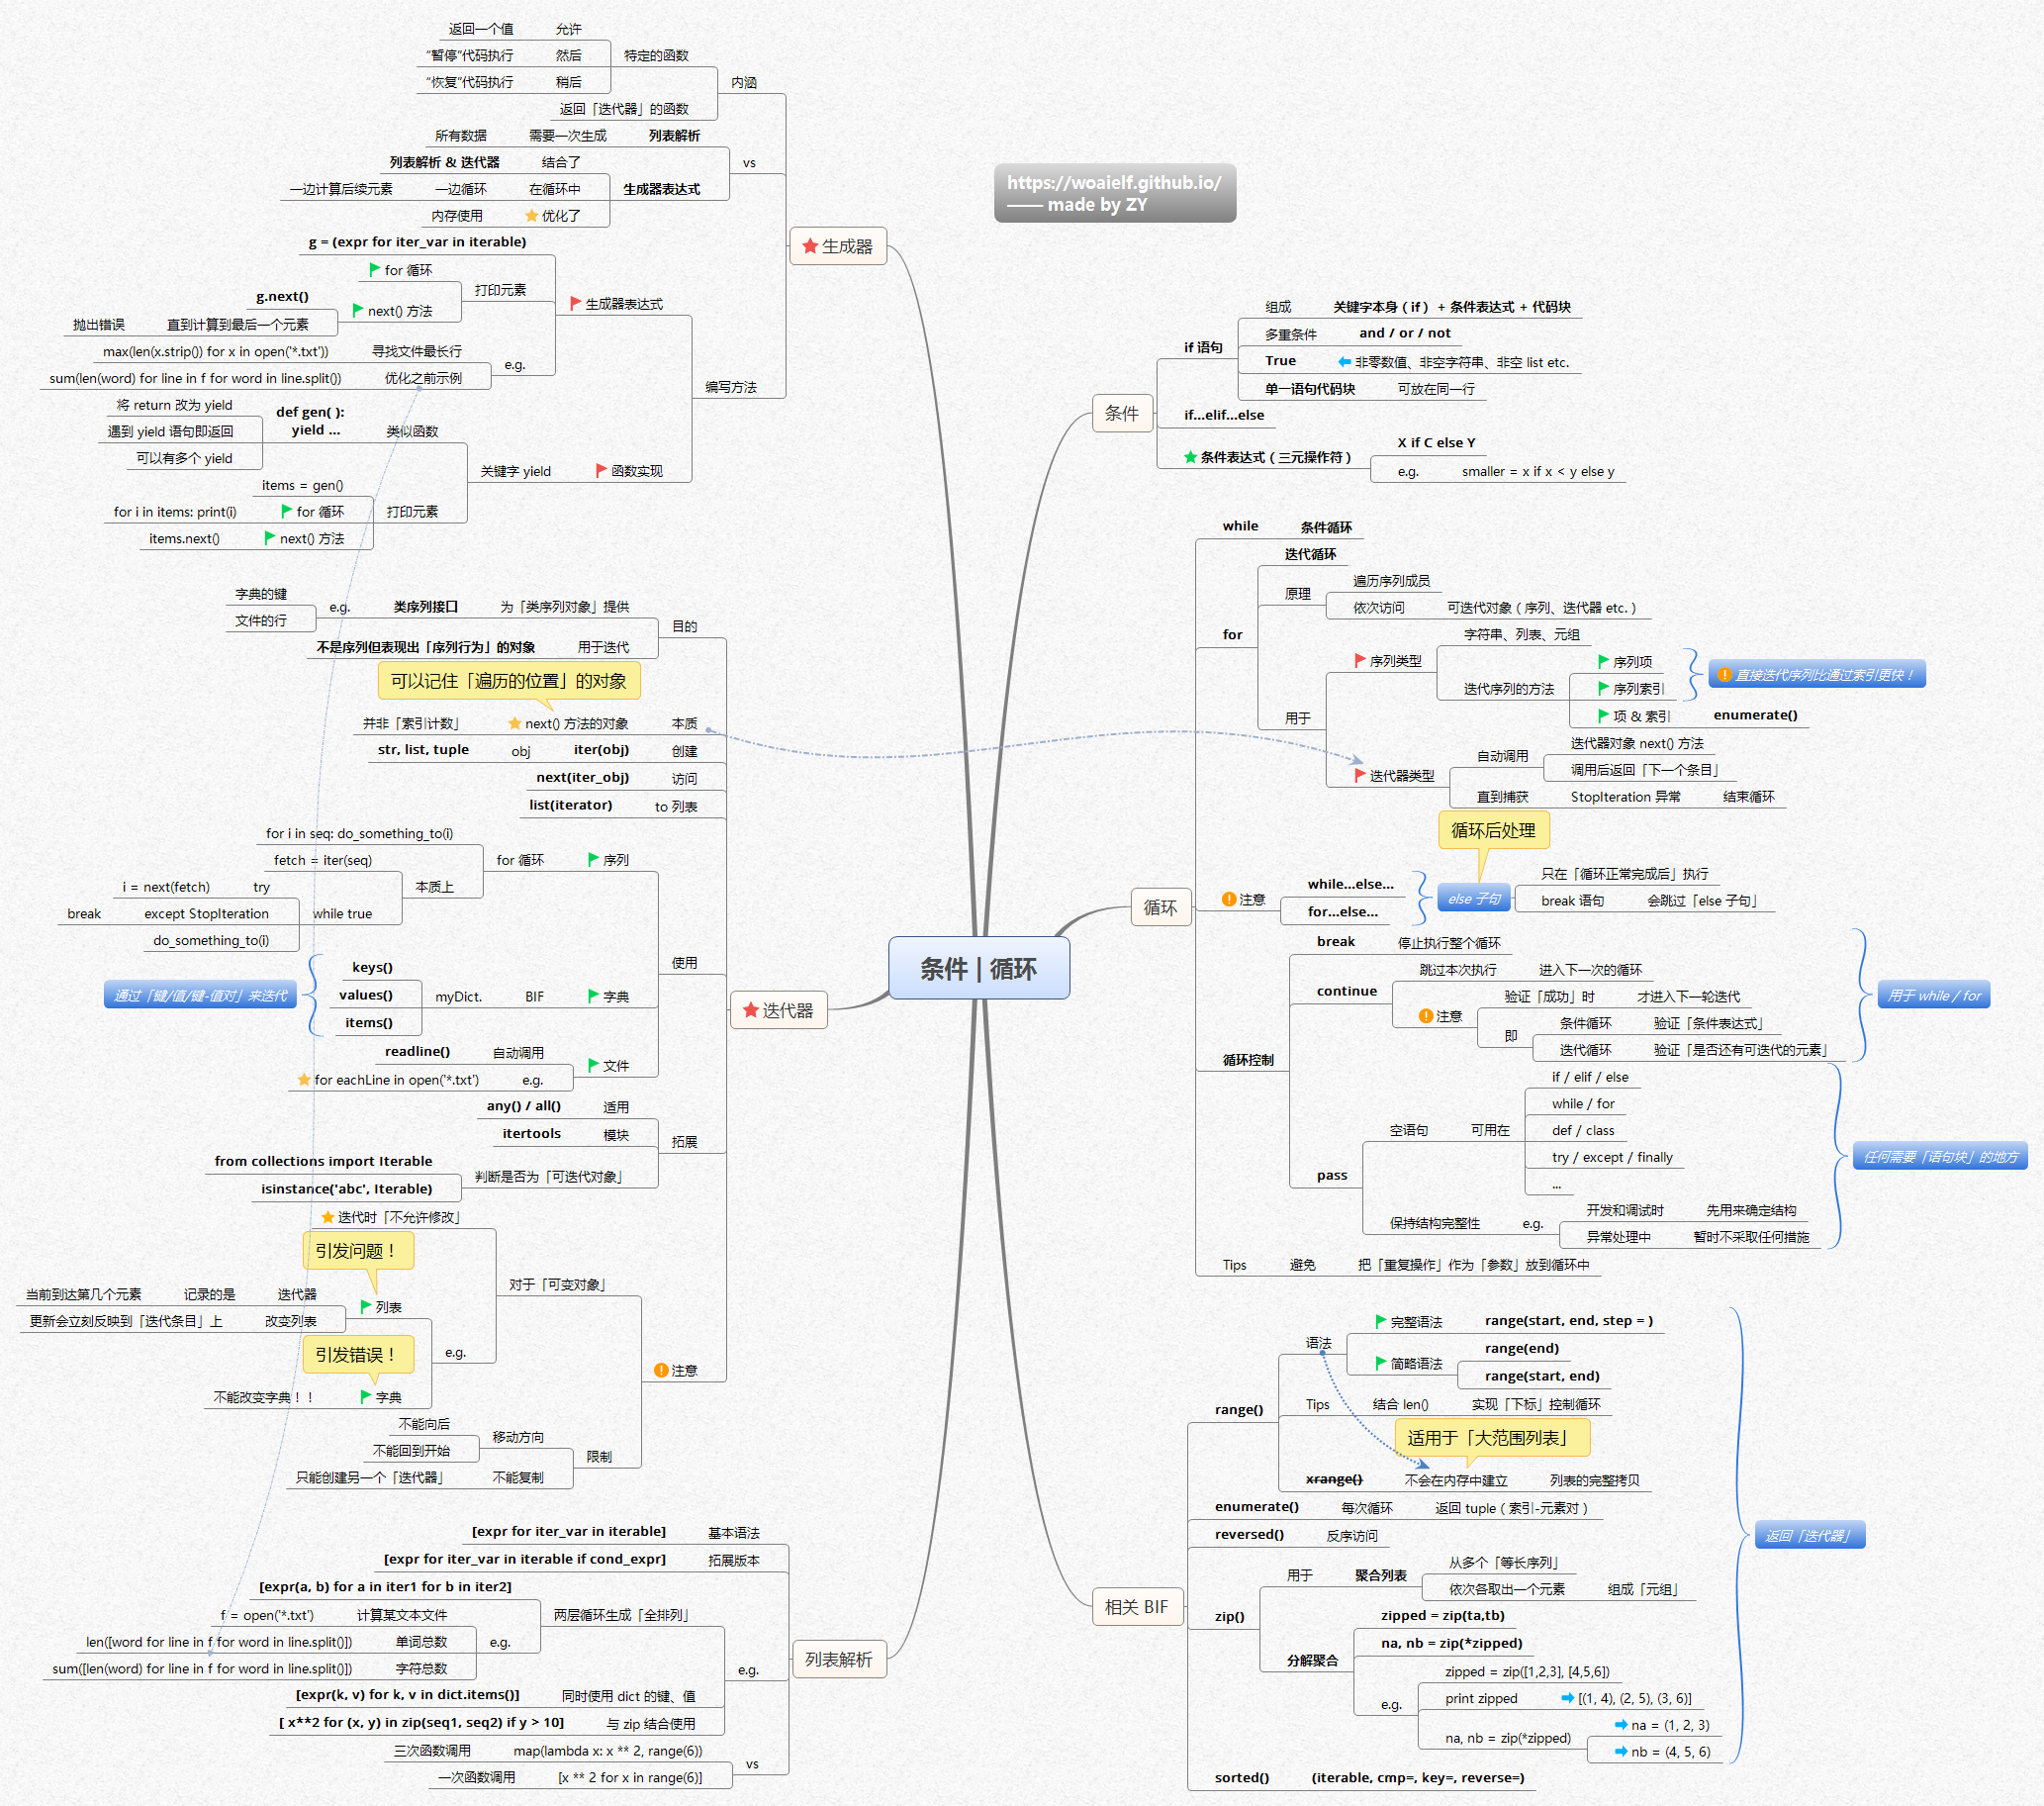 https://woaielf.github.io/
—— made by ZY
条件 | 循环
条件
if 语句
组成
关键字本身（if）+ 条件表达式 + 代码块
多重条件
and / or / not
True
非零数值、非空字符串、非空 list etc.
单一语句代码块
可放在同一行
if...elif...else
条件表达式（三元操作符）
X if C else Y
e.g.
smaller = x if x < y else y
循环
while
条件循环
for
迭代循环
原理
遍历序列成员
依次访问
可迭代对象（序列、迭代器 etc.）
用于
序列类型
字符串、列表、元组
迭代序列的方法
序列项
序列索引
直接迭代序列比通过索引更快！
项 & 索引
enumerate()
迭代器类型
自动调用
迭代器对象 next() 方法
调用后返回「下一个条目」
直到捕获
StopIteration 异常
结束循环
循环后处理
注意
while...else...
for...else...
else 子句
只在「循环正常完成后」执行
break 语句
会跳过「else 子句」
循环控制
break
停止执行整个循环
continue
跳过本次执行
进入下一次的循环
注意
验证「成功」时
才进入下一轮迭代
即
条件循环
验证「条件表达式」
迭代循环
验证「是否还有可迭代的元素」
用于 while / for
pass
空语句
可用在
if / elif / else
while / for
def / class
try / except / finally
...
保持结构完整性
e.g.
开发和调试时
先用来确定结构
异常处理中
暂时不采取任何措施
任何需要「语句块」的地方
Tips
避免
把「重复操作」作为「参数」放到循环中
相关 BIF
range()
语法
完整语法
range(start, end, step = )
简略语法
range(end)
range(start, end)
Tips
结合 len()
实现「下标」控制循环
适用于「大范围列表」
xrange()
不会在内存中建立
列表的完整拷贝
enumerate()
每次循环
返回 tuple（索引-元素对）
reversed()
反序访问
返回「迭代器」
zip()
用于
聚合列表
从多个「等长序列」
依次各取出一个元素
组成「元组」
分解聚合
zipped = zip(ta,tb)
na, nb = zip(*zipped)
e.g.
zipped = zip([1,2,3], [4,5,6])
print zipped
[(1, 4), (2, 5), (3, 6)]
na, nb = zip(*zipped)
na = (1, 2, 3)
nb = (4, 5, 6)
sorted()
(iterable, cmp=, key=, reverse=)
生成器
内涵
特定的函数
允许
返回一个值
然后
“暂停”代码执行
稍后
“恢复”代码执行
返回「迭代器」的函数
vs
列表解析
需要一次生成
所有数据
生成器表达式
结合了
列表解析 & 迭代器
在循环中
一边循环
一边计算后续元素
优化了
内存使用
编写方法
生成器表达式
g = (expr for iter_var in iterable)
打印元素
for 循环
next() 方法
g.next()
直到计算到最后一个元素
抛出错误
e.g.
寻找文件最长行
max(len(x.strip()) for x in open('*.txt'))
优化之前示例
sum(len(word) for line in f for word in line.split())
函数实现
关键字 yield
类似函数
def gen( ):
yield ...
将 return 改为 yield
遇到 yield 语句即返回
可以有多个 yield
打印元素
items = gen()
for 循环
for i in items: print(i)
next() 方法
items.next()
迭代器
目的
为「类序列对象」提供
类序列接口
e.g.
字典的键
文件的行
用于迭代
不是序列但表现出「序列行为」的对象
可以记住「遍历的位置」的对象
本质
next() 方法的对象
并非「索引计数」
创建
iter(obj)
obj
str, list, tuple
访问
next(iter_obj)
to 列表
list(iterator)
使用
序列
for 循环
for i in seq: do_something_to(i)
本质上
fetch = iter(seq)
while true
try
i = next(fetch)
except StopIteration
break
do_something_to(i)
字典
BIF
myDict.
keys()
values()
items()
通过「键/值/键-值对」来迭代
文件
自动调用
readline()
e.g.
for eachLine in open('*.txt')
拓展
适用
any() / all()
模块
itertools
判断是否为「可迭代对象」
from collections import Iterable
isinstance('abc', Iterable)
注意
对于「可变对象」
迭代时「不允许修改」
引发问题！
e.g.
列表
迭代器
记录的是
当前到达第几个元素
改变列表
更新会立刻反映到「迭代条目」上
引发错误！
字典
不能改变字典！！
限制
移动方向
不能向后
不能回到开始
不能复制
只能创建另一个「迭代器」
列表解析
基本语法
[expr for iter_var in iterable]
拓展版本
[expr for iter_var in iterable if cond_expr]
e.g.
两层循环生成「全排列」
[expr(a, b) for a in iter1 for b in iter2]
e.g.
计算某文本文件
f = open('*.txt')
单词总数
len([word for line in f for word in line.split()])
字符总数
sum([len(word) for line in f for word in line.split()])
同时使用 dict 的键、值
[expr(k, v) for k, v in dict.items()]
与 zip 结合使用
[ x**2 for (x, y) in zip(seq1, seq2) if y > 10]
vs
map(lambda x: x ** 2, range(6))
三次函数调用
[x ** 2 for x in range(6)]
一次函数调用